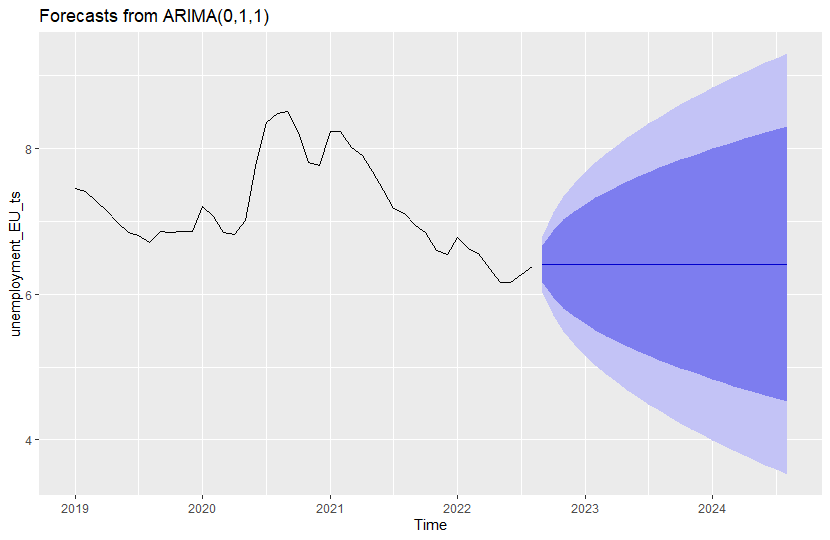 Forecasts from ARIMA(0,1,1)
unemployment_EU_ts
8
6
4
2019 2020 2021 2022 2023 2024
Time